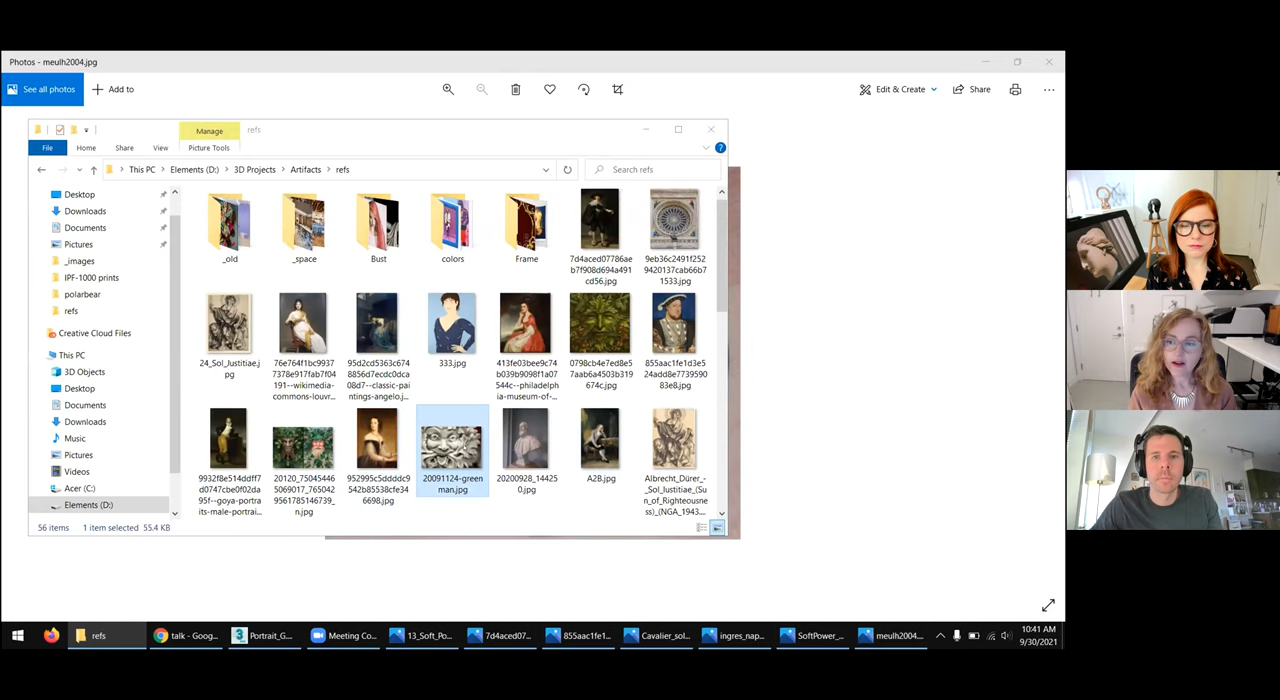 Photos - meulh2004.jpg
See all photos
Add to
Edit & Create
Share
Manage
refs
File
Home
Share
View
Picture Tools
This PC
Elements (D:)
3D Projects
Artifacts
refs
Search refs
Desktop
Downloads
Documents
Pictures
_images
IPF-1000 prints
polarbear
refs
Creative Cloud Files
This PC
3D Objects
Desktop
Documents
Downloads
Music
Pictures
Videos
Acer (C:)
Elements (D:)
_old
_space
Bust
colors
Frame
7d4aced07786ae
b7f908d694a491
cd56.jpg
9eb36c2491f252
9420137cab66b7
1533.jpg
24_Sol_Justitiae.j
pg
76e764f1bc9937
7378e917fab7f04
191--wikimedia-
commons-louvr...
95d2cd5363c674
8856d7ecdc0dca
08d7--classic-pai
ntings-angelo.j...
333.jpg
413fe03bee9c74
b039b9098f1a07
544c--philadelph
ia-museum-of-...
0798cb4e7ed8e5
7aab6a4503b319
674c.jpg
855aac1fe1d3e5
24add8e7739590
83e8.jpg
9932f8e514ddff7
d0747cbe0f02da
95f--goya-portra
its-male-portrai...
20120_75045446
5069017_765042
9561785146739_
n.jpg
952995c5ddddc9
542b85538cfe34
6698.jpg
20091124-green
man.jpg
20200928_14425
0.jpg
A2B.jpg
Albrecht_Dürer_-
_Sol_Iustitiae_(Su
n_of_Righteousne
ss)_(NGA_1943....
56 items
1 item selected
55.4 KB
refs
talk - Goog...
Portrait_G...
Meeting Co...
13_Soft_Po...
7d4aced07...
855aac1fe1...
Cavalier_sol...
ingres_nap...
SoftPower_...
meulh2004....
10:41 AM
9/30/2021